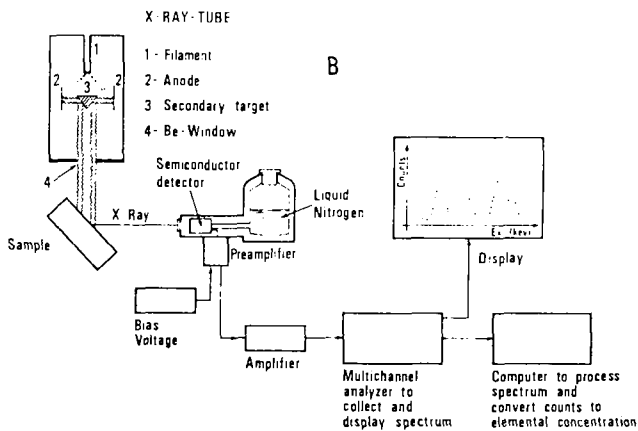 X-RAY-TUBE
1 - Filament
2 - Anode
3 Secondary target
4 - Be-Window
B
1
2
3
2
4
Sample
X Ray
Semiconductor
detector
Liquid
Nitrogen
Preamplifier
Bias
Voltage
Amplifier
Counts
Display
Multichannel
analyzer to
collect and
display spectrum
Computer to process
spectrum and
convert counts to
elemental concentration